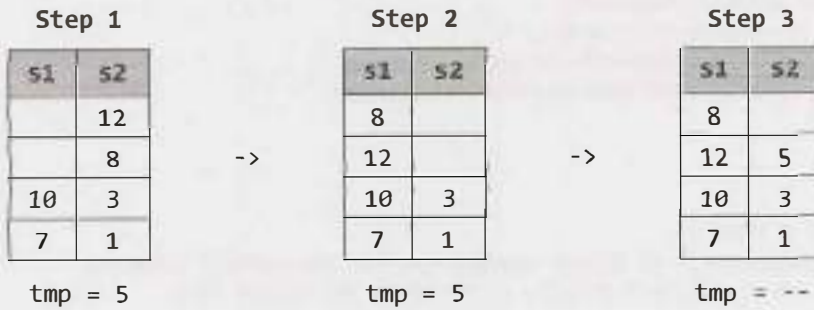 Step 1 Step 2 Step 3
s1 s2 s1 s2 s1 s2
12 8 8
8 -> 12 -> 12 5
10 3 10 3 10 3
7 1 7 1 7 1
tmp = 5 tmp = 5 tmp = --